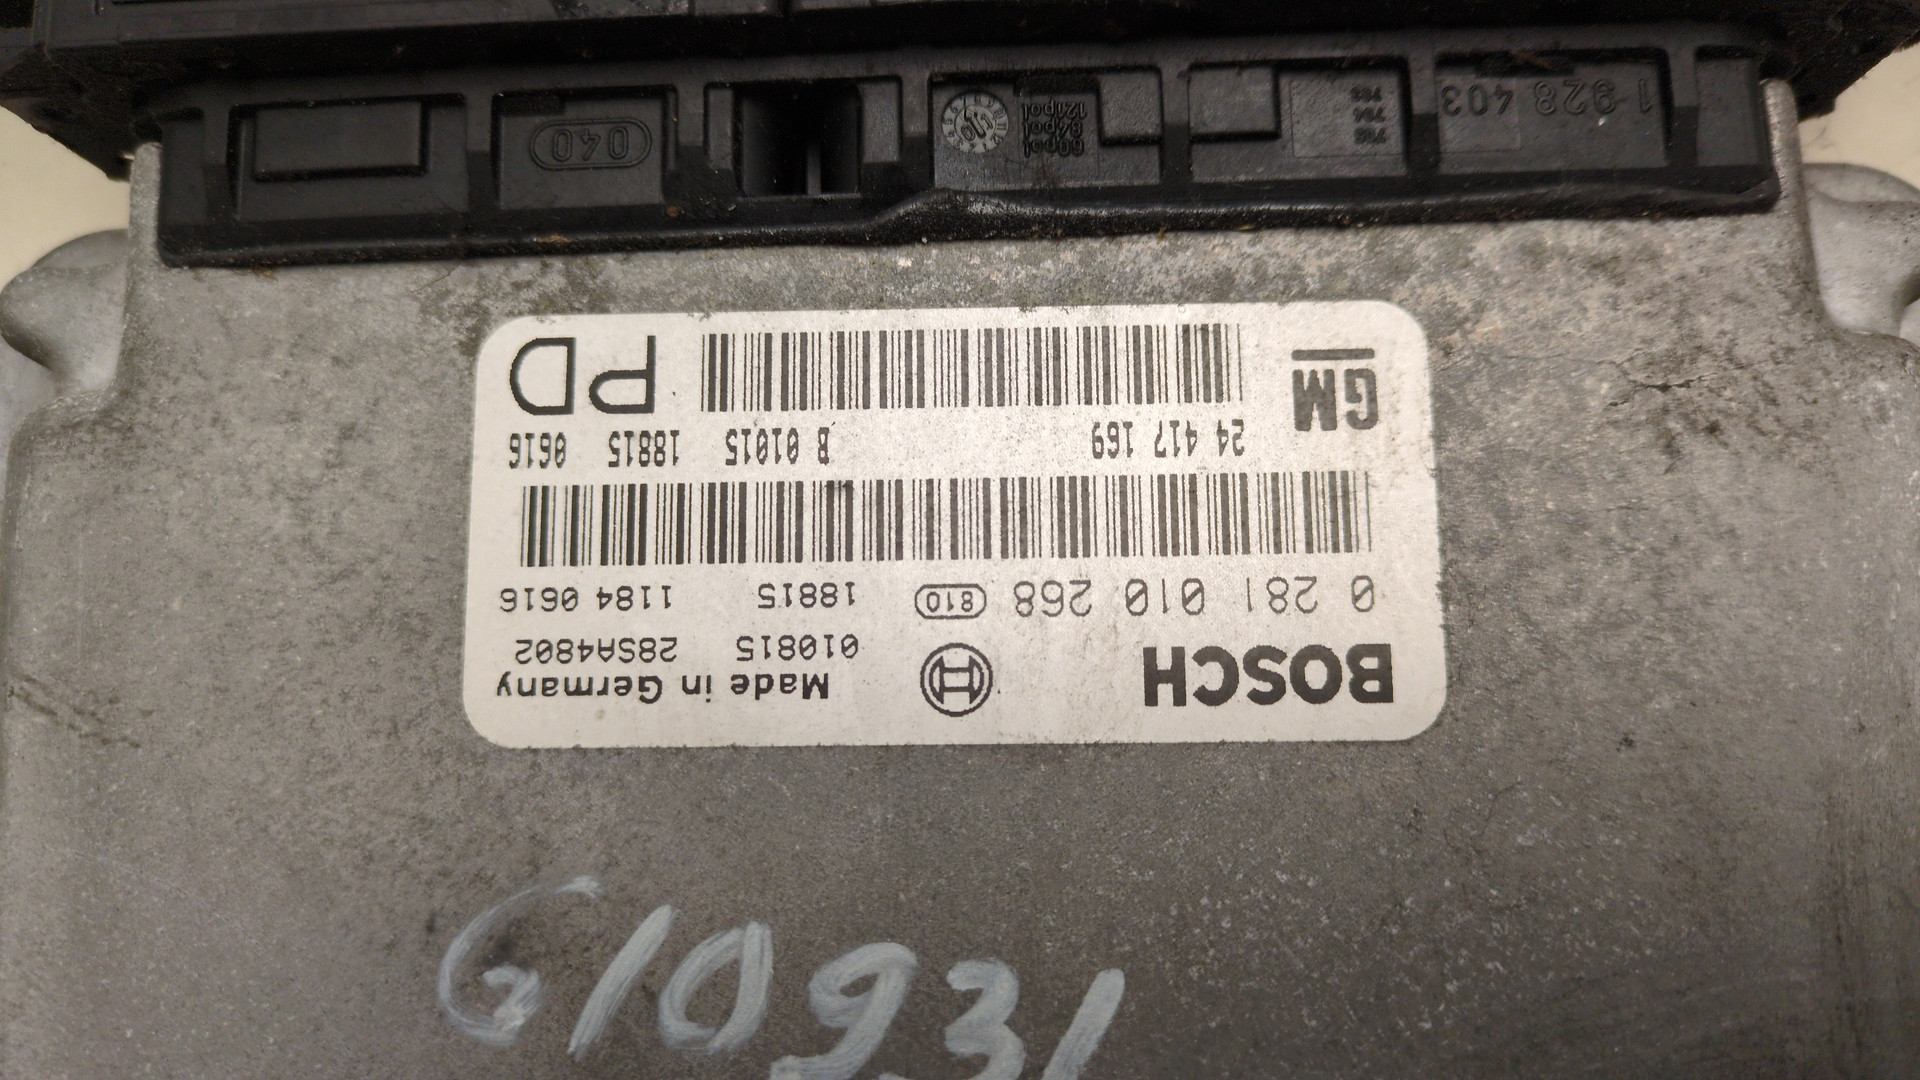 BOSCH
Made in Germany
010815 28SA4802
0 281 010 268 810 18815 1184 0616
24 417 169 B 01015 18815 0616
GM
PD
1 928 403
60pol
84pol
121pol
040
G10931